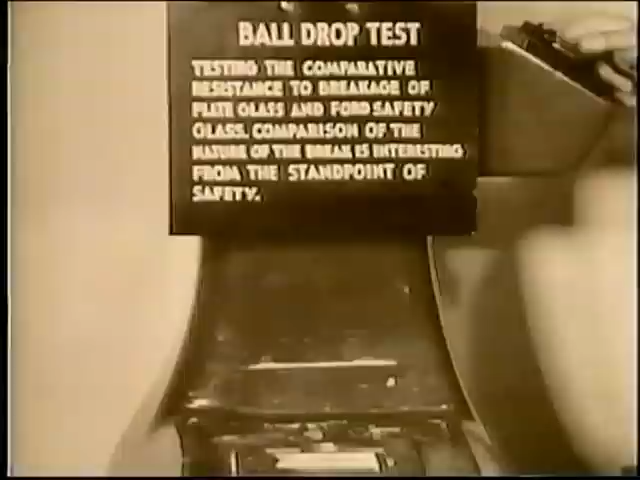 BALL DROP TEST
TESTING THE COMPARATIVE
RESISTANCE TO BREAKAGE OF
PLATE GLASS AND FORD SAFETY
GLASS. COMPARISON OF THE
NATURE OF THE BREAK IS INTERESTING
FROM THE STANDPOINT OF
SAFETY.